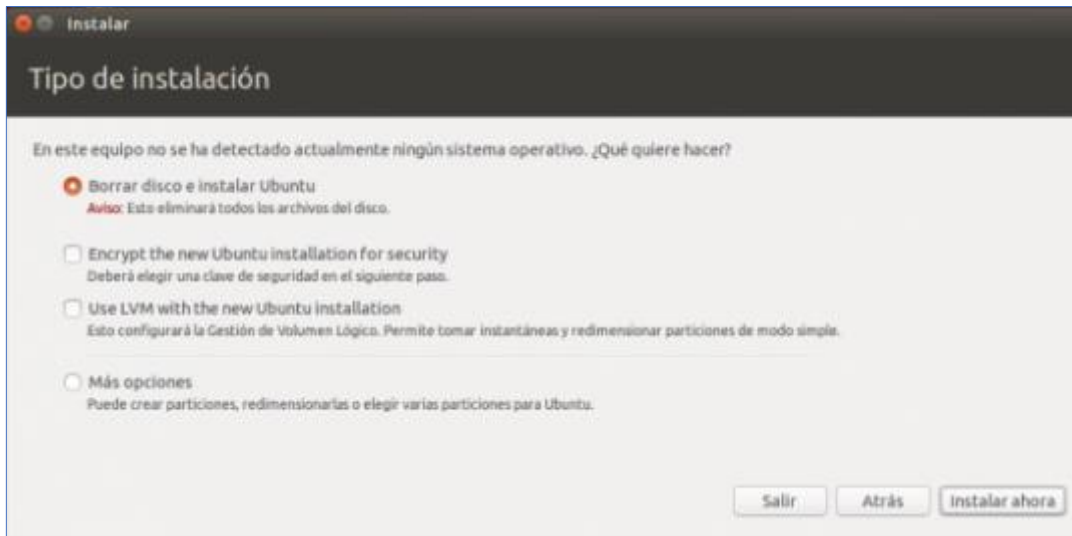 Instalar
Tipo de instalación
En este equipo no se ha detectado actualmente ningún sistema operativo. ¿Qué quiere hacer?
Borrar disco e instalar Ubuntu
Aviso: Esto eliminará todos los archivos del disco.
Encrypt the new Ubuntu installation for security
Deberá elegir una clave de seguridad en el siguiente paso.
Use LVM with the new Ubuntu installation
Esto configurará la Gestión de Volumen Lógico. Permite tomar instantáneas y redimensionar particiones de modo simple.
Más opciones
Puede crear particiones, redimensionarlas o elegir varias particiones para Ubuntu.
Salir Atrás Instalar ahora